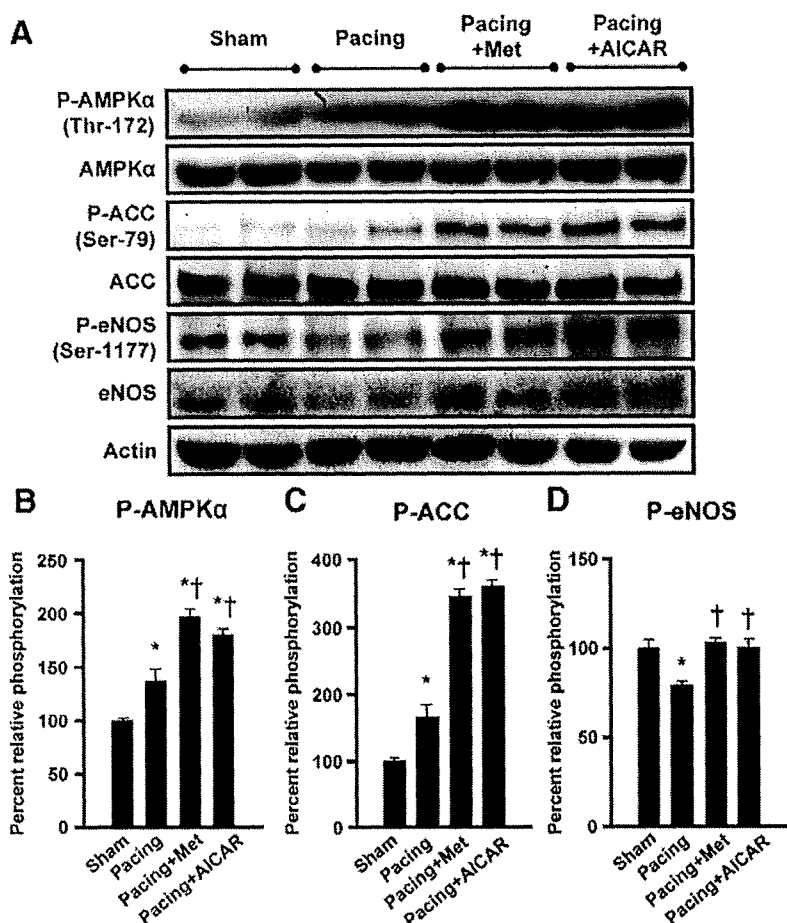 A
Sham
Pacing
Pacing
+Met
Pacing
+AICAR
P-AMPKα
(Thr-172)
AMPKα
P-ACC
(Ser-79)
ACC
P-eNOS
(Ser-1177)
eNOS
Actin
B
P-AMPKα
Percent relative phosphorylation
250
200
150
100
50
0
*
*†
*†
Sham
Pacing
Pacing+Met
Pacing+AICAR
C
P-ACC
Percent relative phosphorylation
400
300
200
100
0
*
*†
*†
Sham
Pacing
Pacing+Met
Pacing+AICAR
D
P-eNOS
Percent relative phosphorylation
150
100
50
0
*
†
†
Sham
Pacing
Pacing+Met
Pacing+AICAR